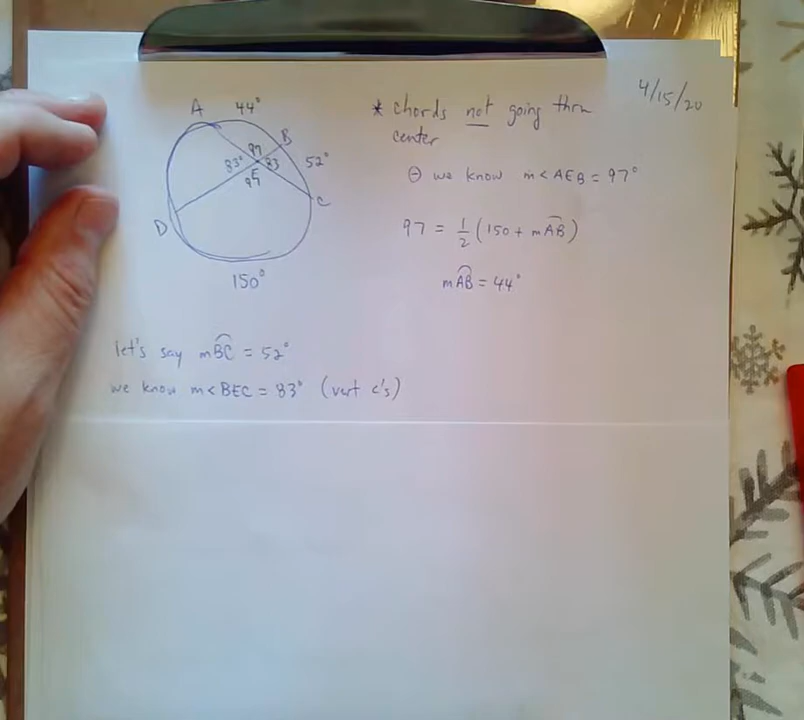 4/15/20
A 44°
B
97
83° 83 52°
E
97
C
D
150°
* chords not going thru
center
⊖ we know m<AEB = 97°
97 = 1/2 (150 + mAB)
mAB = 44°
let's say mBC = 52°
we know m<BEC = 83° (vert <'s)